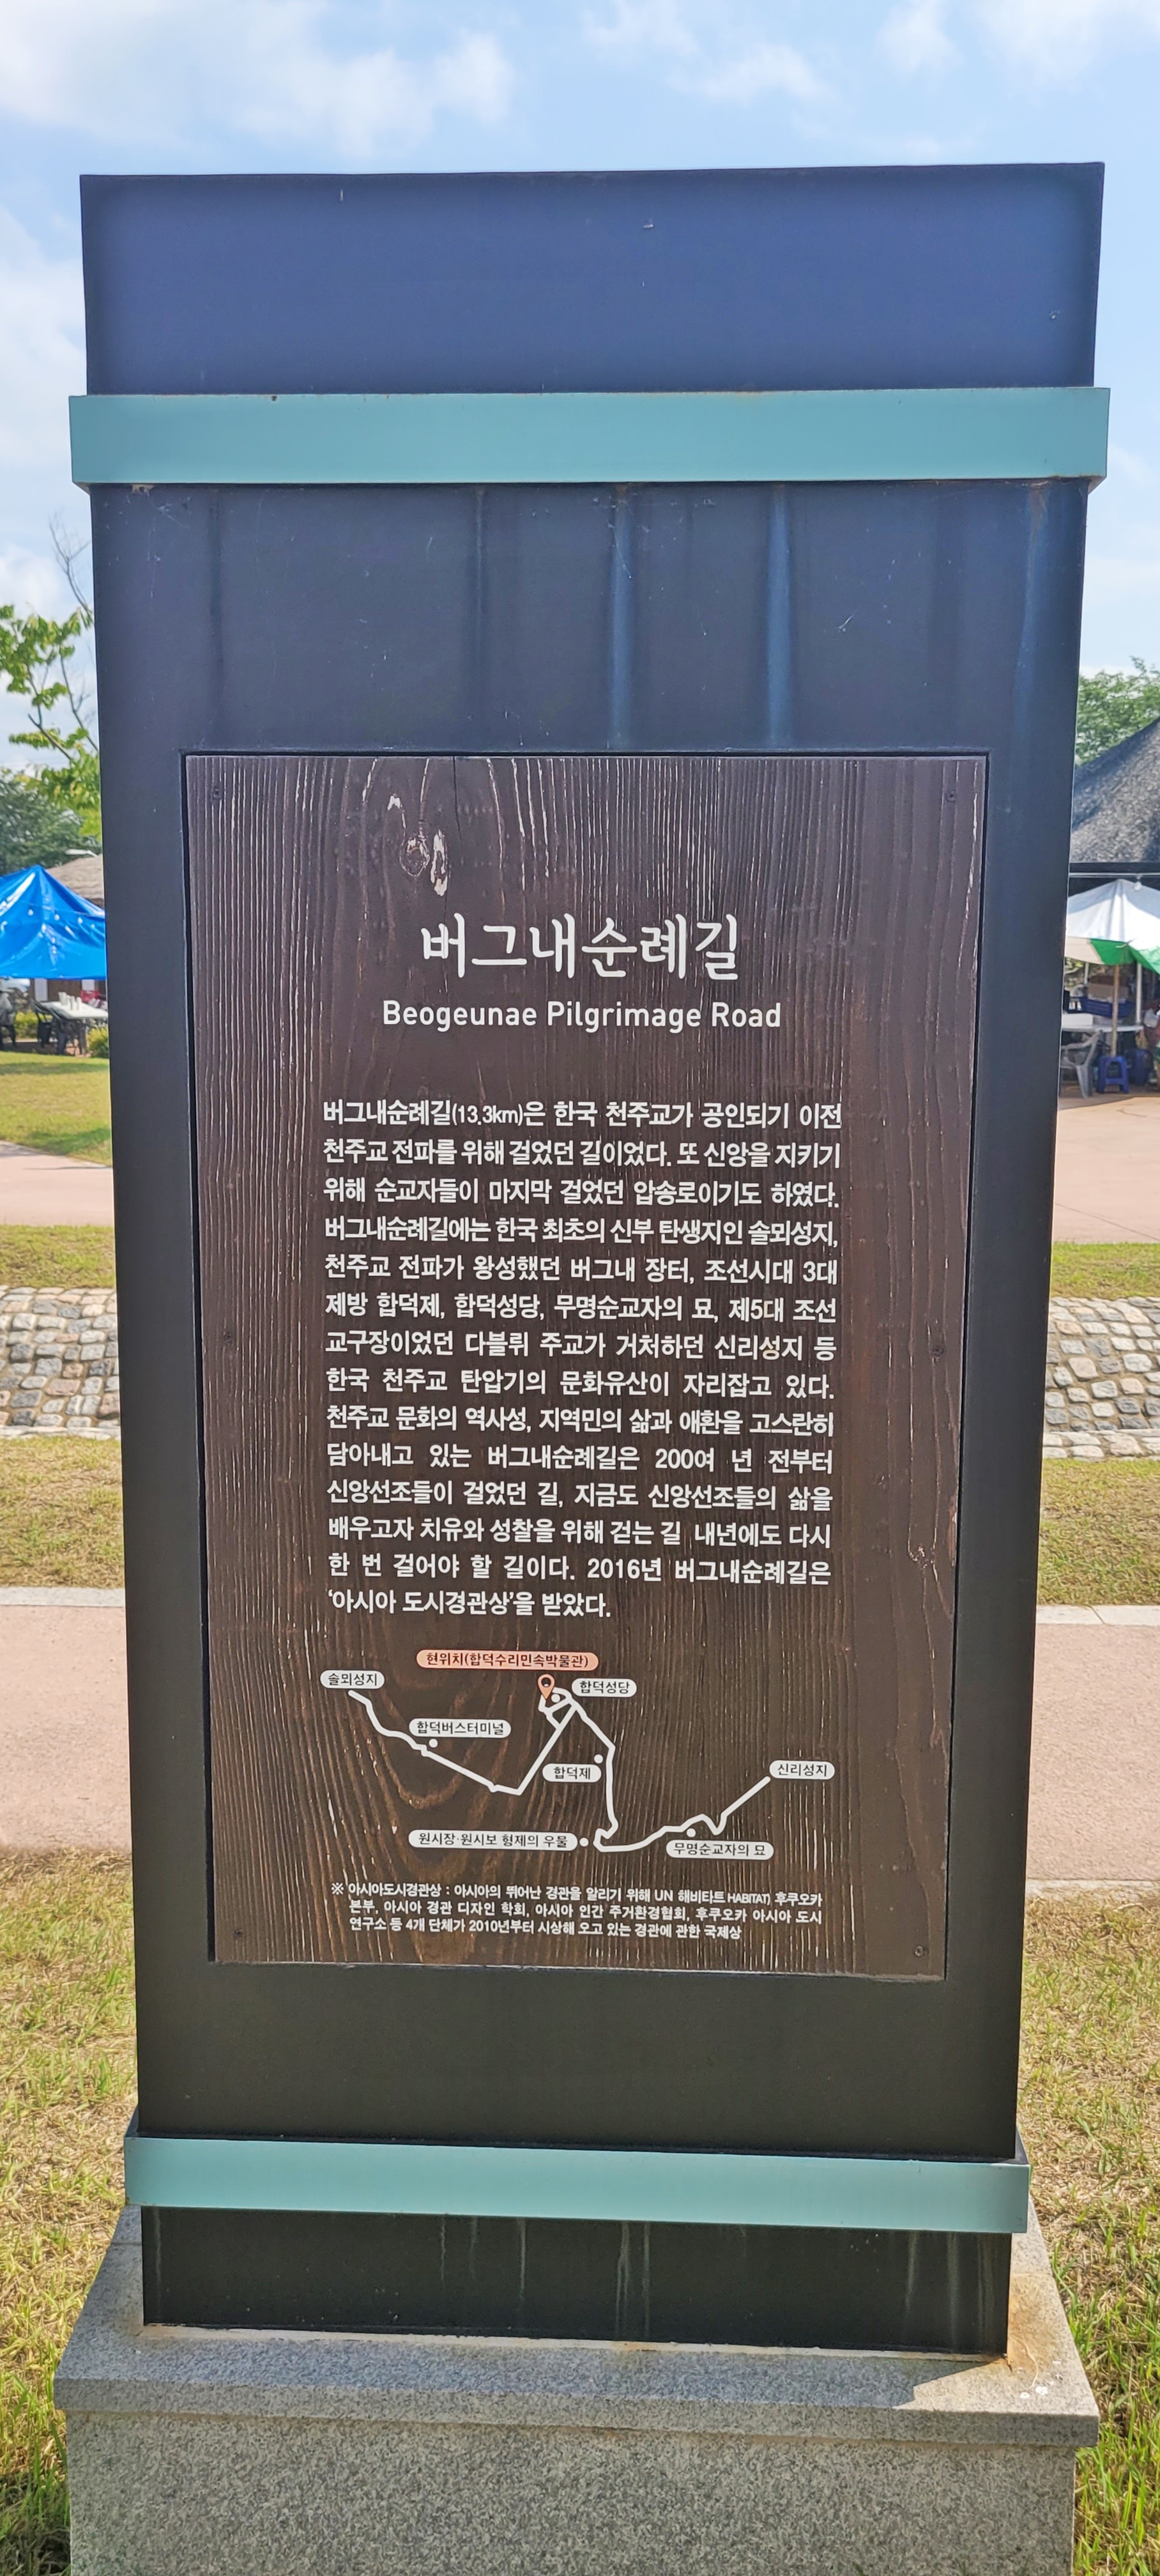 버그내순례길
Beogeunae Pilgrimage Road
버그내순례길(13.3km)은 한국 천주교가 공인되기 이전
천주교 전파를 위해 걸었던 길이었다. 또 신앙을 지키기
위해 순교자들이 마지막 걸었던 압송로이기도 하였다.
버그내순례길에는 한국 최초의 신부 탄생지인 솔뫼성지,
천주교 전파가 왕성했던 버그내 장터, 조선시대 3대
제방 합덕제, 합덕성당, 무명순교자의 묘, 제5대 조선
교구장이었던 다블뤼 주교가 거처하던 신리성지 등
한국 천주교 탄압기의 문화유산이 자리잡고 있다.
천주교 문화의 역사성, 지역민의 삶과 애환을 고스란히
담아내고 있는 버그내순례길은 200여 년 전부터
신앙선조들이 걸었던 길, 지금도 신앙선조들의 삶을
배우고자 치유와 성찰을 위해 걷는 길 내년에도 다시
한 번 걸어야 할 길이다. 2016년 버그내순례길은
‘아시아 도시경관상’을 받았다.
현위치(합덕수리민속박물관)
솔뫼성지
합덕성당
합덕버스터미널
합덕제
신리성지
원시장·원시보 형제의 우물
무명순교자의 묘
※ 아시아도시경관상 : 아시아의 뛰어난 경관을 알리기 위해 UN 해비타트HABITAT) 후쿠오카
본부, 아시아 경관 디자인 학회, 아시아 인간 주거환경협회, 후쿠오카 아시아 도시
연구소 등 4개 단체가 2010년부터 시상해 오고 있는 경관에 관한 국제상